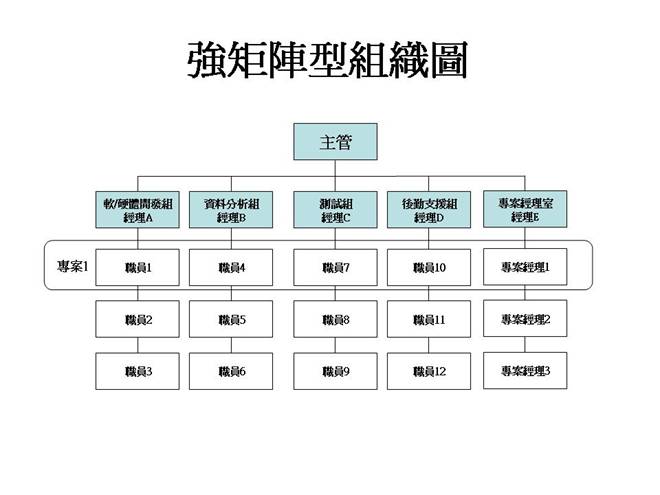 強矩陣型組織圖
主管
軟/硬體開發組
經理A
資料分析組
經理B
測試組
經理C
後勤支援組
經理D
專案經理室
經理E
專案1
職員1
職員4
職員7
職員10
專案經理1
職員2
職員5
職員8
職員11
專案經理2
職員3
職員6
職員9
職員12
專案經理3